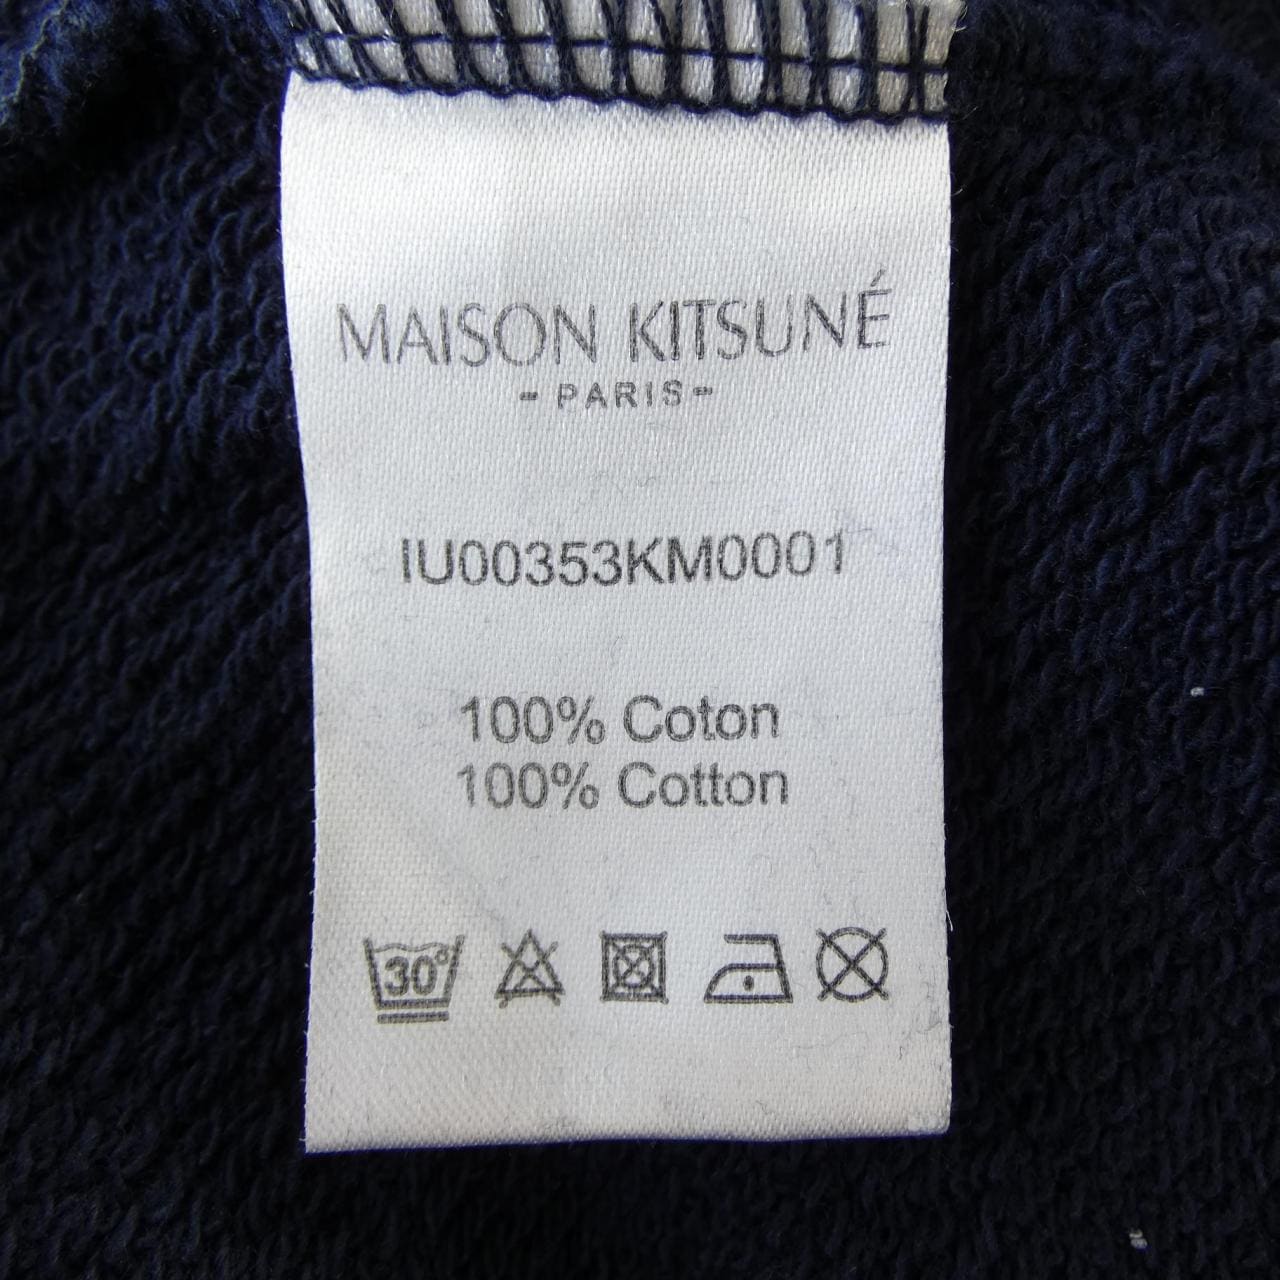 MAISON KITSUNÉ
- PARIS -
IU00353KM0001
100% Coton
100% Cotton
30°